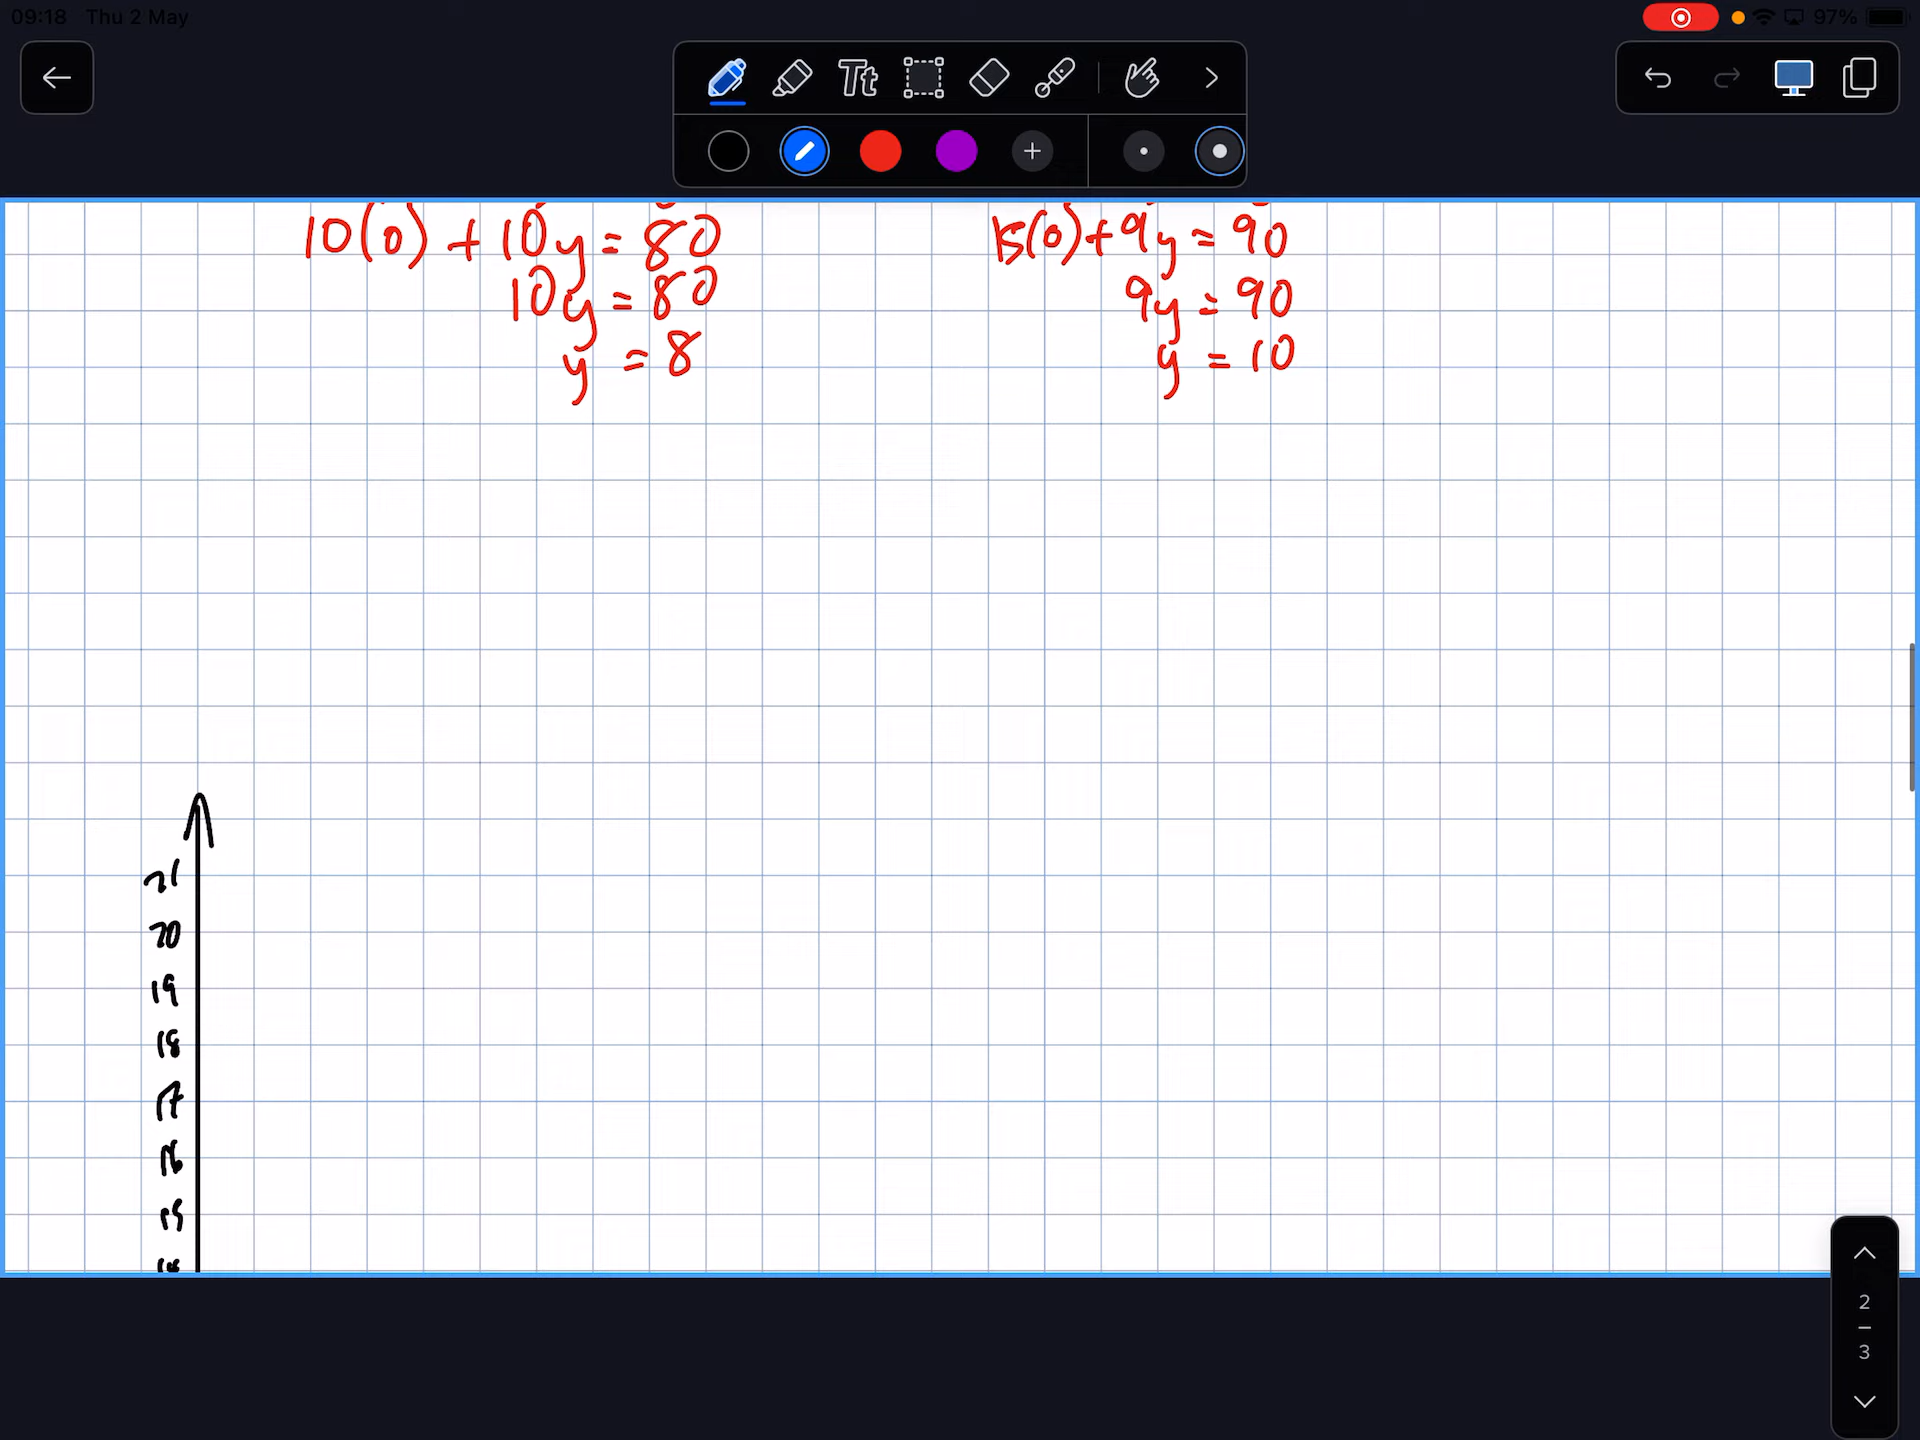 09:18 Thu 2 May
97%
Tt
10(0) + 10y = 80
10y = 80
y = 8
15(0) + 9y = 90
9y = 90
y = 10
21
20
19
18
17
16
15
2
3